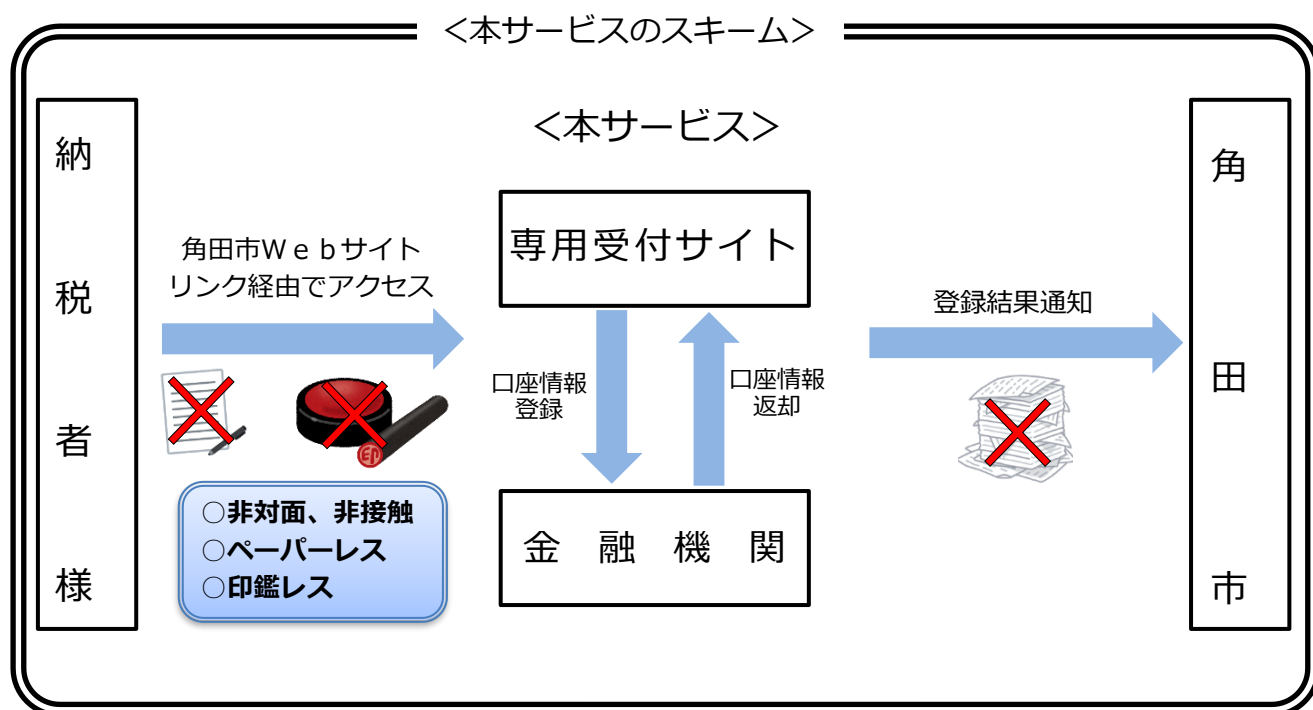 ＜本サービスのスキーム＞
納税者様
角田市Ｗｅｂサイト
リンク経由でアクセス
○非対面、非接触
○ペーパーレス
○印鑑レス
＜本サービス＞
専用受付サイト
口座情報
登録
口座情報
返却
金融機関
登録結果通知
角田市